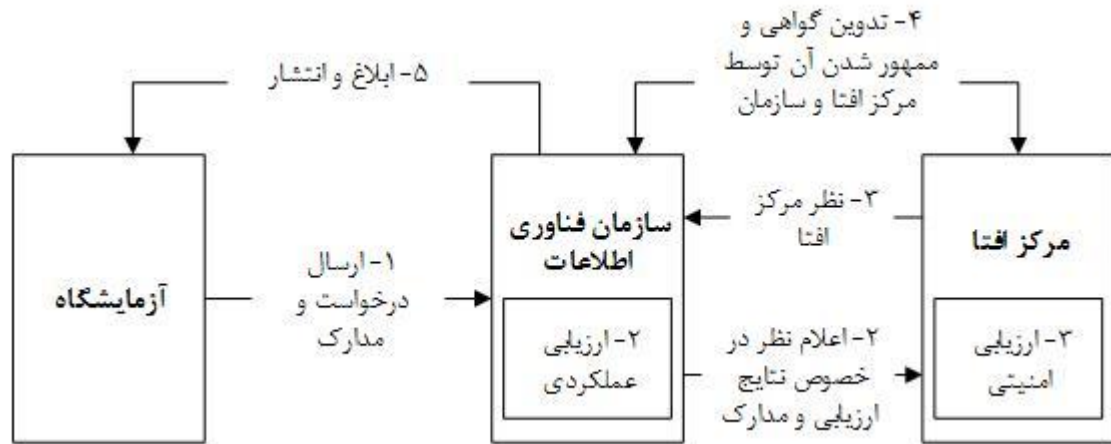 ۴- تدوین گواهی و
ممهور شدن آن توسط
مرکز افتا و سازمان
۵- ابلاغ و انتشار
مرکز افتا
۳- ارزیابی
امنیتی
۳- نظر مرکز
افتا
۲- اعلام نظر در
خصوص نتایج
ارزیابی و مدارک
سازمان فناوری
اطلاعات
۲- ارزیابی
عملکردی
۱- ارسال
درخواست و
مدارک
آزمایشگاه